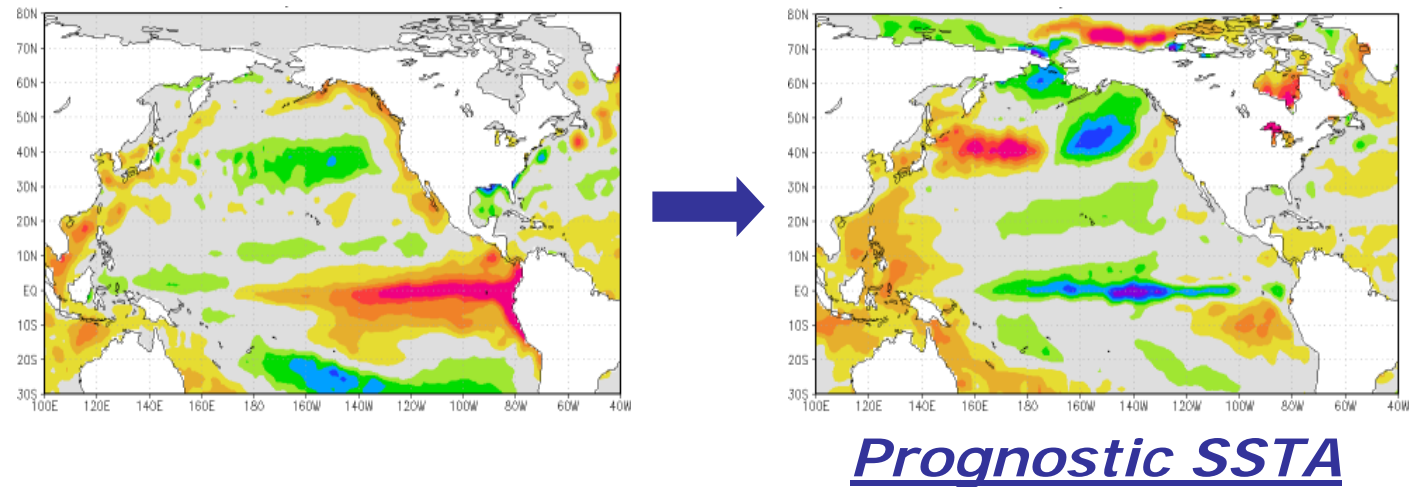 80N
70N
60N
50N
40N
30N
20N
10N
EQ
10S
20S
30S
100E 120E 140E 160E 180 160W 140W 120W 100W 80W 60W 40W
80N
70N
60N
50N
40N
30N
20N
10N
EQ
10S
20S
30S
100E 120E 140E 160E 180 160W 140W 120W 100W 80W 60W 40W
Prognostic SSTA